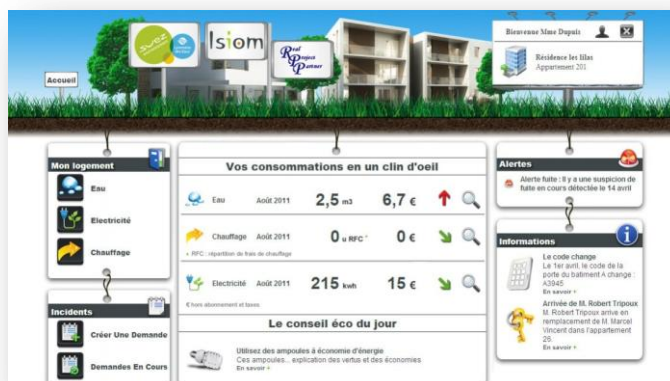 suez
Isiom
Real
Project
Partner
Bienvenue Mme Dupuis
X
Résidence les lilas
Appartement 201
Accueil
Mon logement
Eau
Electricité
Chauffage
Incidents
Créer Une Demande
Demandes En Cours
Vos consommations en un clin d'oeil
Eau Août 2011 2,5 m3 6,7 €
Chauffage Août 2011 0 u RFC * 0 €
* RFC : répartition de frais de chauffage
Electricité Août 2011 215 kwh 15 €
€ hors abonnement et taxes.
Le conseil éco du jour
Utilisez des ampoules à économie d'énergie
Ces ampoules... explication des vertus et des économies.
En savoir +
Alertes
Alerte fuite : Il y a une suspicion de
fuite en cours détectée le 14 avril
Informations
Le code change
Le 1er avril, le code de la
porte du batiment A change :
A3945
En savoir +
Arrivée de M. Robert Tripoux
M. Robert Tripoux arrive en
remplacement de M. Marcel
Vincent dans l'appartement
29.
En savoir +